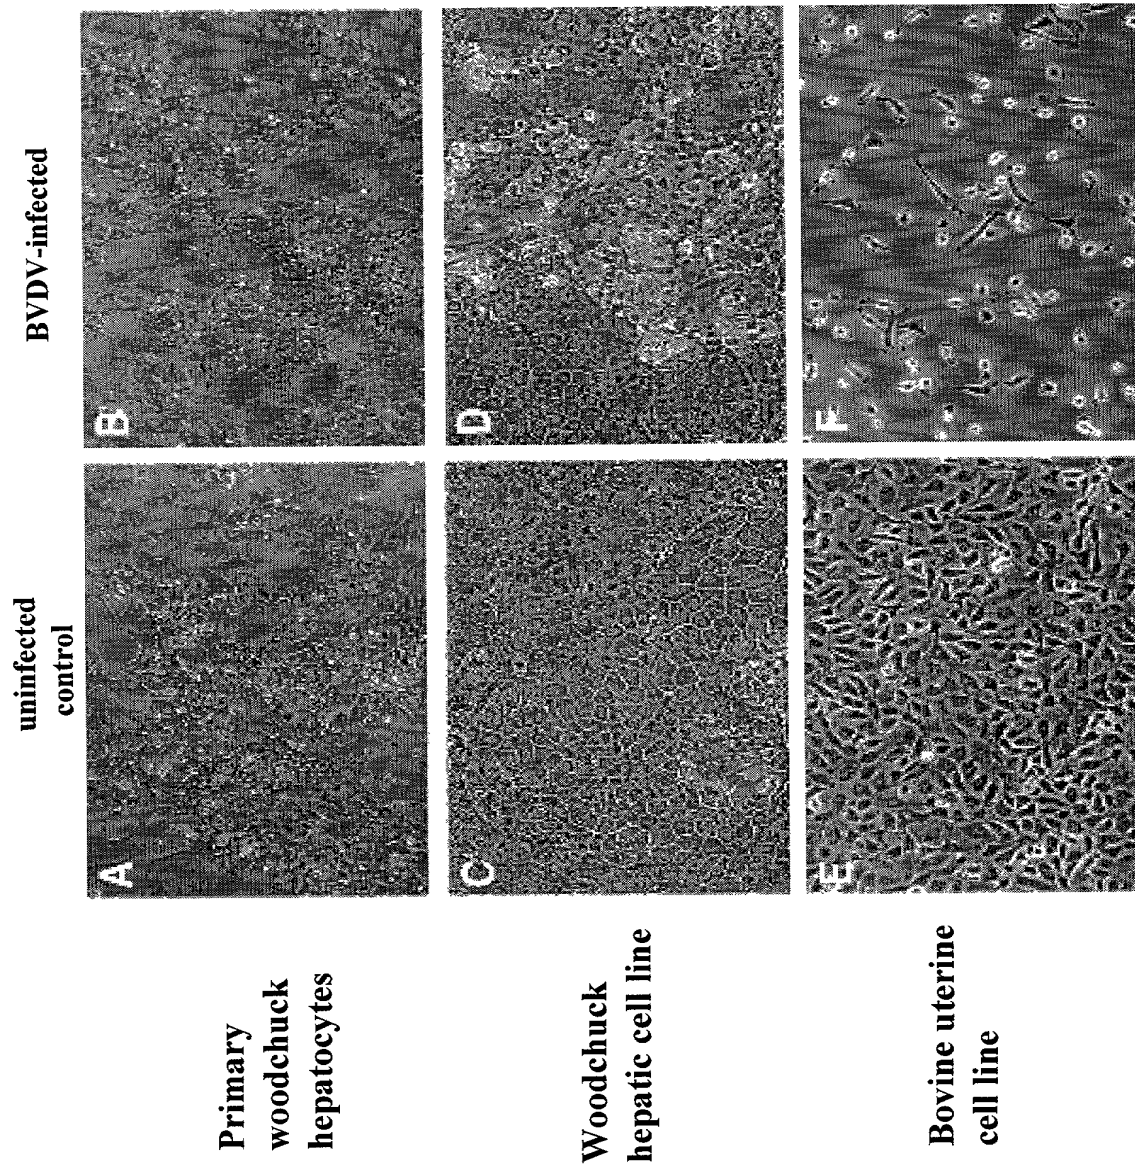 uninfected
control
BVDV-infected
Primary
woodchuck
hepatocytes
A
B
Woodchuck
hepatic cell line
C
D
Bovine uterine
cell line
E
F